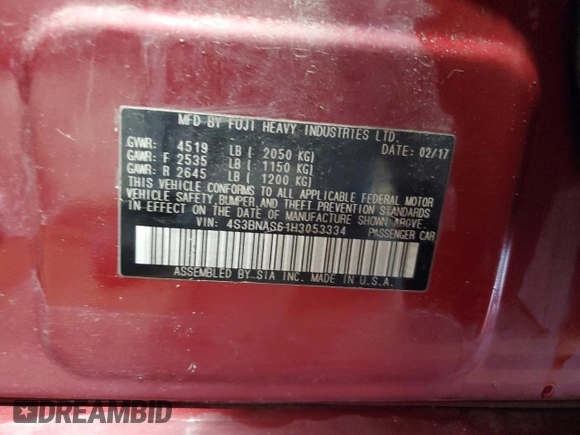 MFD BY FUJI HEAVY INDUSTRIES LTD.
GVWR: 4519 LB ( 2050 KG) DATE: 02/17
GAWR: F 2535 LB ( 1150 KG)
GAWR: R 2645 LB ( 1200 KG)
THIS VEHICLE CONFORMS TO ALL APPLICABLE FEDERAL MOTOR
VEHICLE SAFETY, BUMPER, AND THEFT PREVENTION STANDARDS
IN EFFECT ON THE DATE OF MANUFACTURE SHOWN ABOVE.
VIN: 4S3BNAS61H3053334 PASSENGER CAR
ASSEMBLED BY SIA INC. MADE IN U.S.A.
DREAMBID